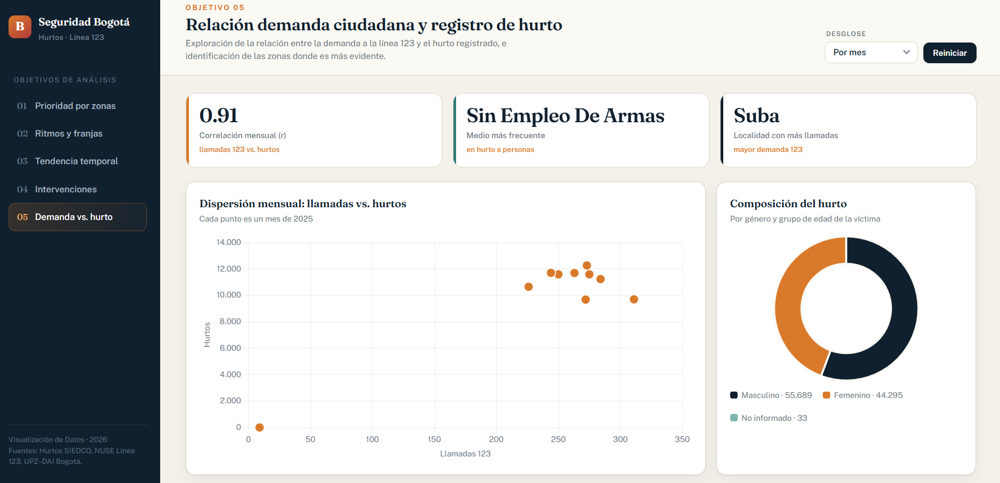 B
Seguridad Bogotá
Hurtos · Línea 123
OBJETIVOS DE ANÁLISIS
01 Prioridad por zonas
02 Ritmos y franjas
03 Tendencia temporal
04 Intervenciones
05 Demanda vs. hurto
Visualización de Datos · 2026
Fuentes: Hurtos SIEDCO, NUSE Línea
123, UPZ–DAI Bogotá.
OBJETIVO 05
Relación demanda ciudadana y registro de hurto
Exploración de la relación entre la demanda a la línea 123 y el hurto registrado, e
identificación de las zonas donde es más evidente.
DESGLOSE
Por mes
Reiniciar
0.91
Correlación mensual (r)
llamadas 123 vs. hurtos
Sin Empleo De Armas
Medio más frecuente
en hurto a personas
Suba
Localidad con más llamadas
mayor demanda 123
Dispersión mensual: llamadas vs. hurtos
Cada punto es un mes de 2025
14.000
12.000
10.000
8.000
6.000
4.000
2.000
0
Hurtos
0 50 100 150 200 250 300 350
Llamadas 123
Composición del hurto
Por género y grupo de edad de la víctima
Masculino · 55.689 Femenino · 44.295
No informado · 33